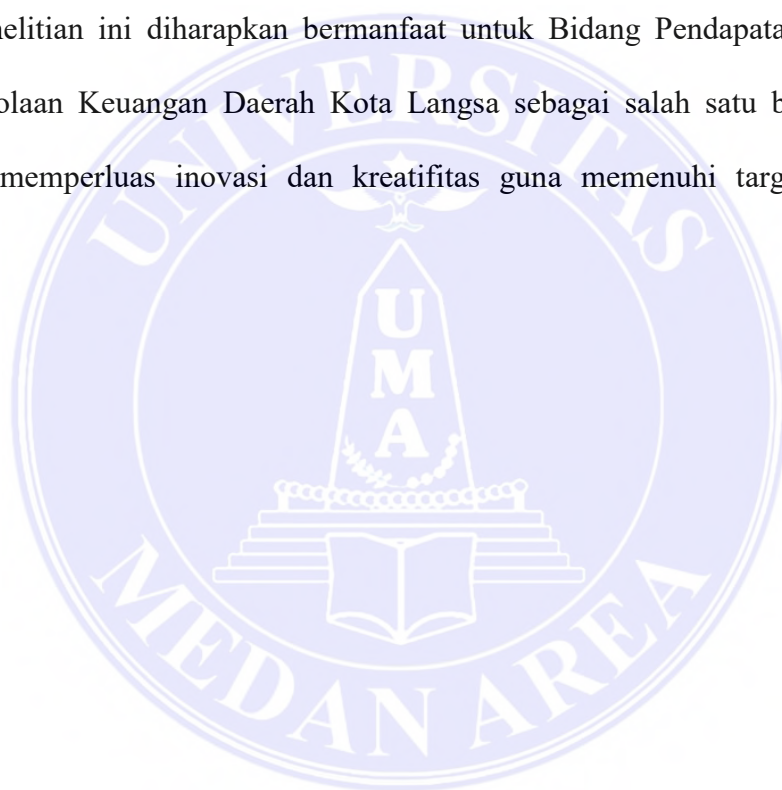 nelitian ini diharapkan bermanfaat untuk Bidang Pendapata
olaan Keuangan Daerah Kota Langsa sebagai salah satu b
memperluas inovasi dan kreatifitas guna memenuhi targ
UNIVERSITAS
U
M
A
MEDAN AREA